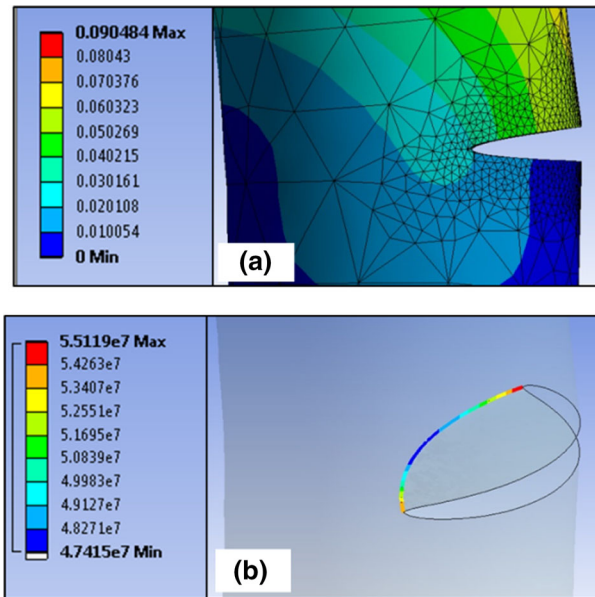 0.090484 Max
0.08043
0.070376
0.060323
0.050269
0.040215
0.030161
0.020108
0.010054
0 Min
(a)
5.5119e7 Max
5.4263e7
5.3407e7
5.2551e7
5.1695e7
5.0839e7
4.9983e7
4.9127e7
4.8271e7
4.7415e7 Min
(b)